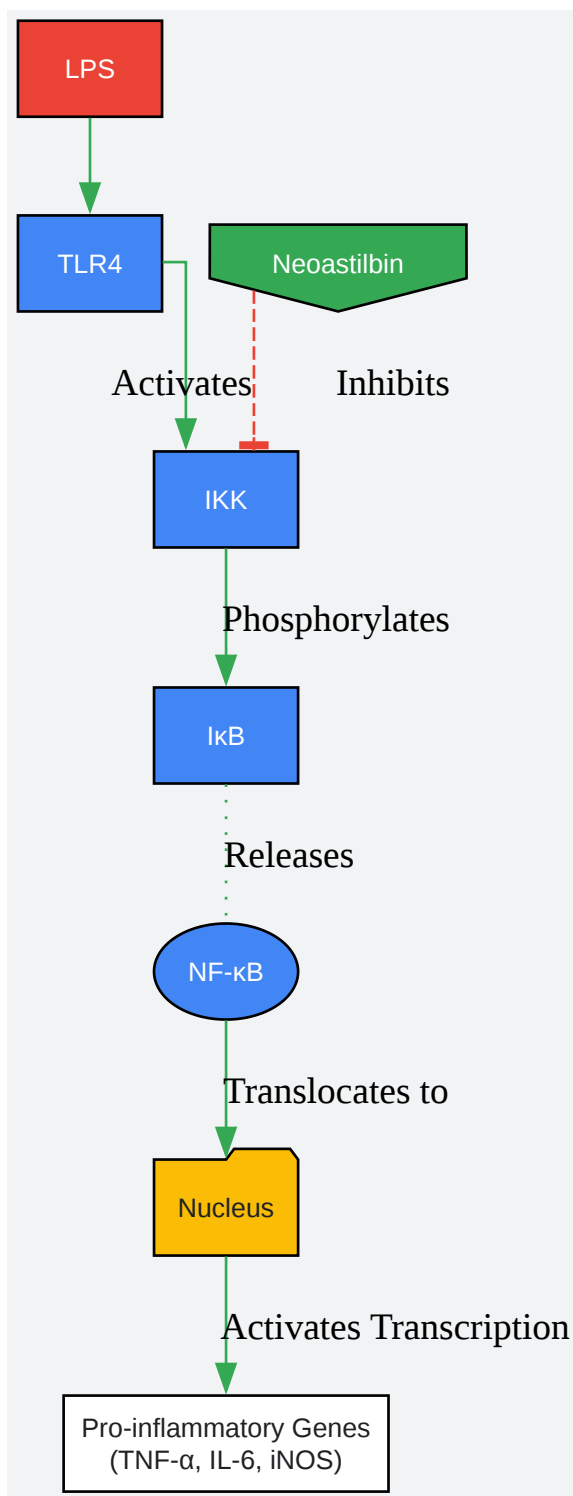 LPS
TLR4
Neoastilbin
Activates
Inhibits
IKK
Phosphorylates
IκB
Releases
NF-κB
Translocates to
Nucleus
Activates Transcription
Pro-inflammatory Genes
(TNF-α, IL-6, iNOS)